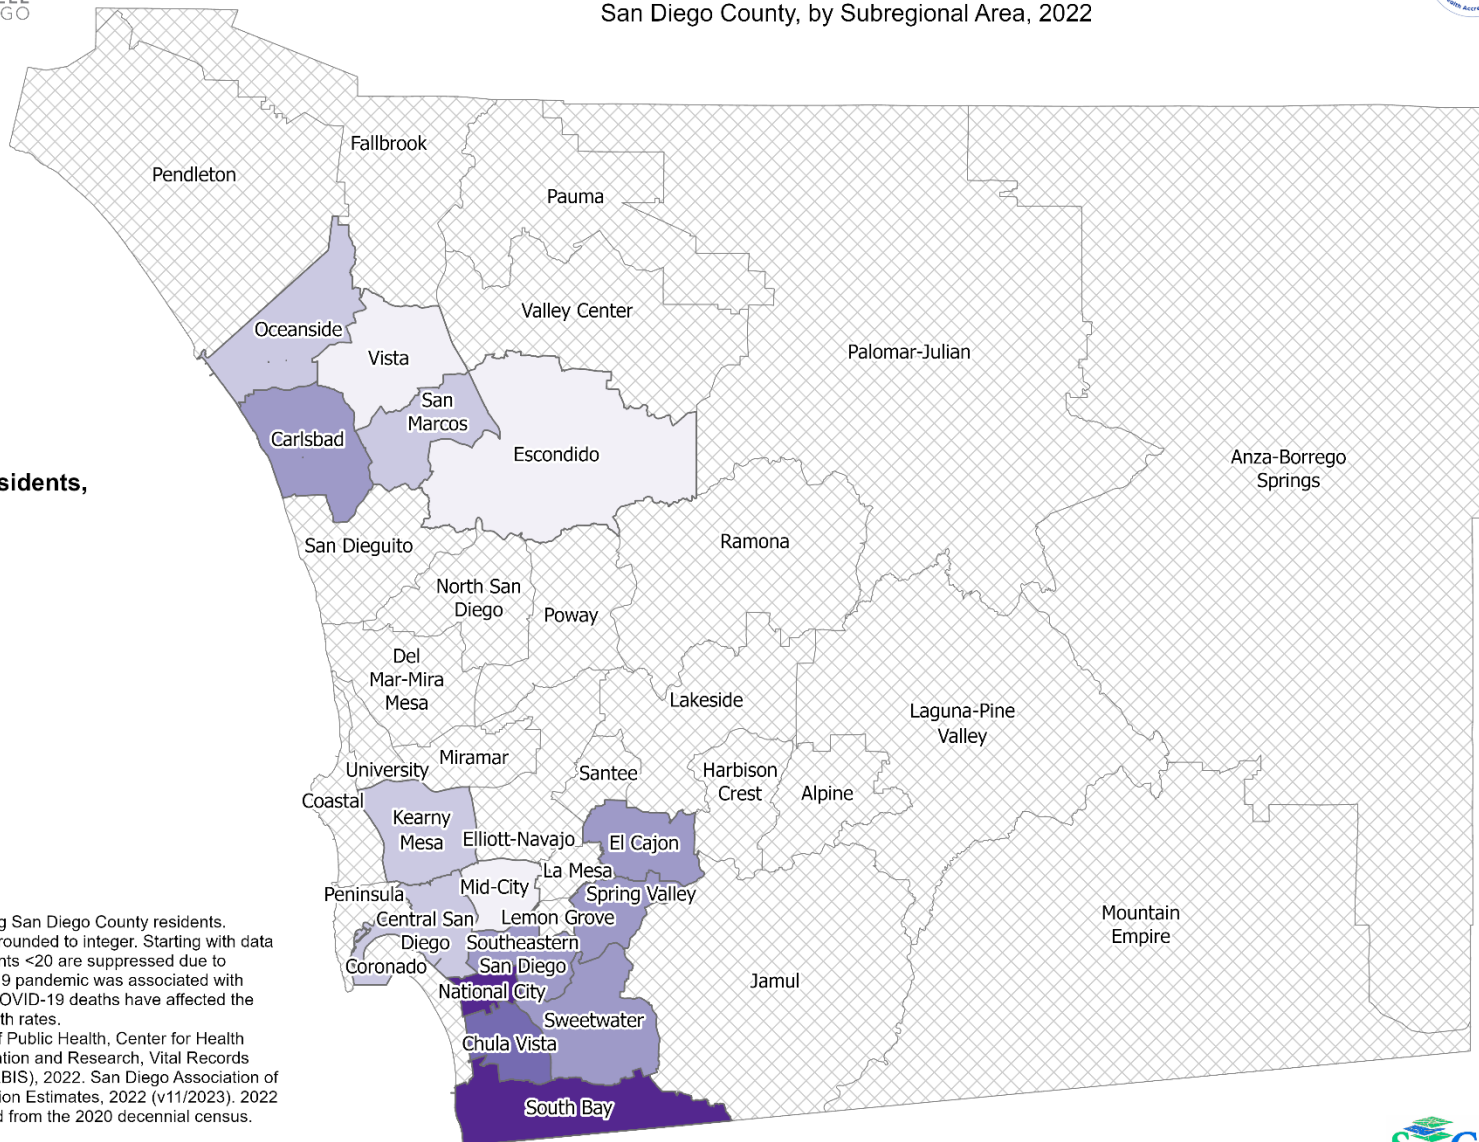 GO
San Diego County, by Subregional Area, 2022
Fallbrook
Pendleton
Pauma
Valley Center
Oceanside
Vista
Palomar-Julian
San
Marcos
Carlsbad
Escondido
Anza-Borrego
Springs
sidents,
San Dieguito
Ramona
North San
Diego
Poway
Del
Mar-Mira
Mesa
Lakeside
Laguna-Pine
Valley
Miramar
University
Santee
Harbison
Crest
Alpine
Coastal
Kearny
Mesa
Elliott-Navajo
El Cajon
La Mesa
Mid-City
Peninsula
Spring Valley
Central San
Diego
Lemon Grove
Southeastern
San Diego
Coronado
Mountain
Empire
Jamul
National City
Sweetwater
Chula Vista
South Bay
g San Diego County residents.
rounded to integer. Starting with data
nts <20 are suppressed due to
9 pandemic was associated with
OVID-19 deaths have affected the
th rates.
f Public Health, Center for Health
ation and Research, Vital Records
BIS), 2022. San Diego Association of
ion Estimates, 2022 (v11/2023). 2022
d from the 2020 decennial census.